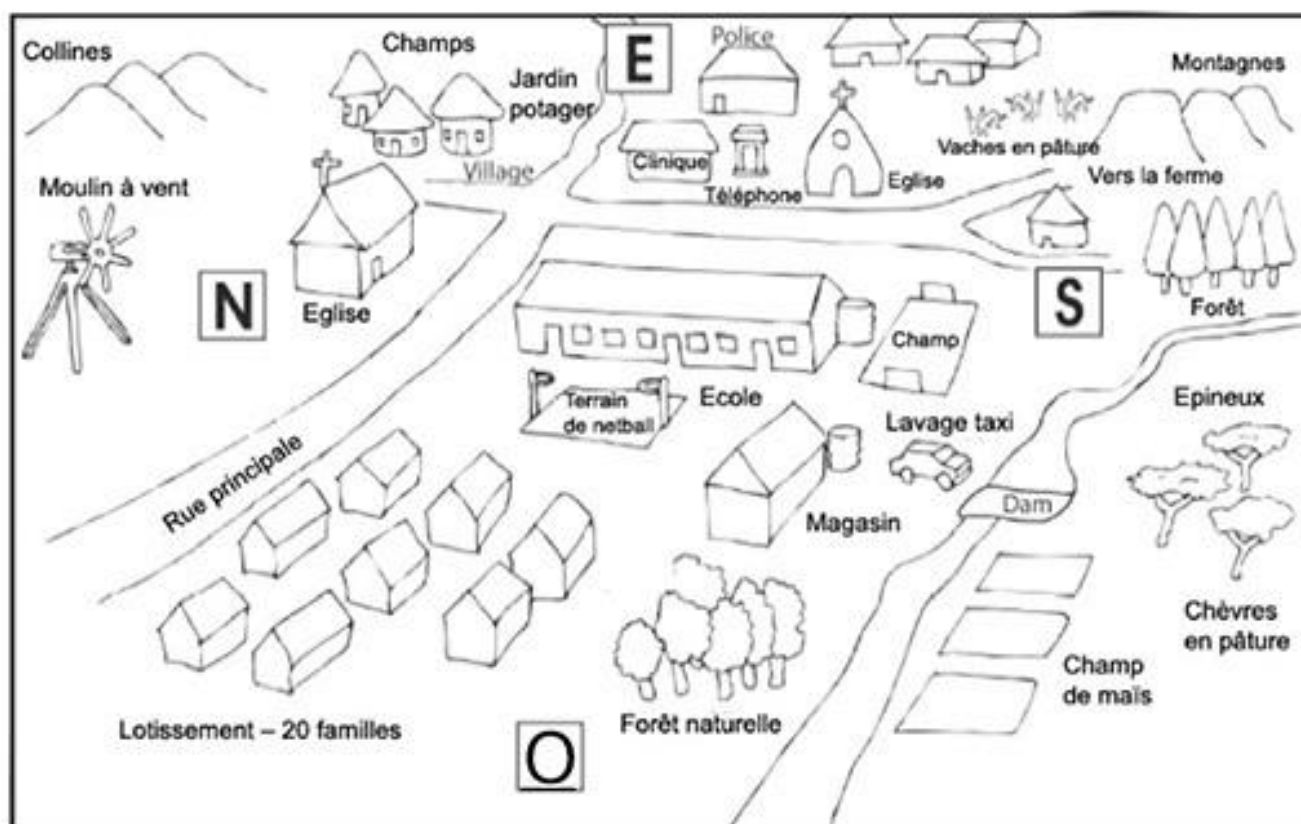 Collines
Champs
E
Police
Jardin
potager
Montagnes
Clinique
Vaches en pâture
Village
Moulin à vent
Téléphone
Eglise
Vers la ferme
N
Eglise
S
Forêt
Champ
Terrain
de netball
Ecole
Epineux
Lavage taxi
Rue principale
Dam
Magasin
Chèvres
en pâture
Champ
de maïs
Lotissement – 20 familles
Forêt naturelle
O